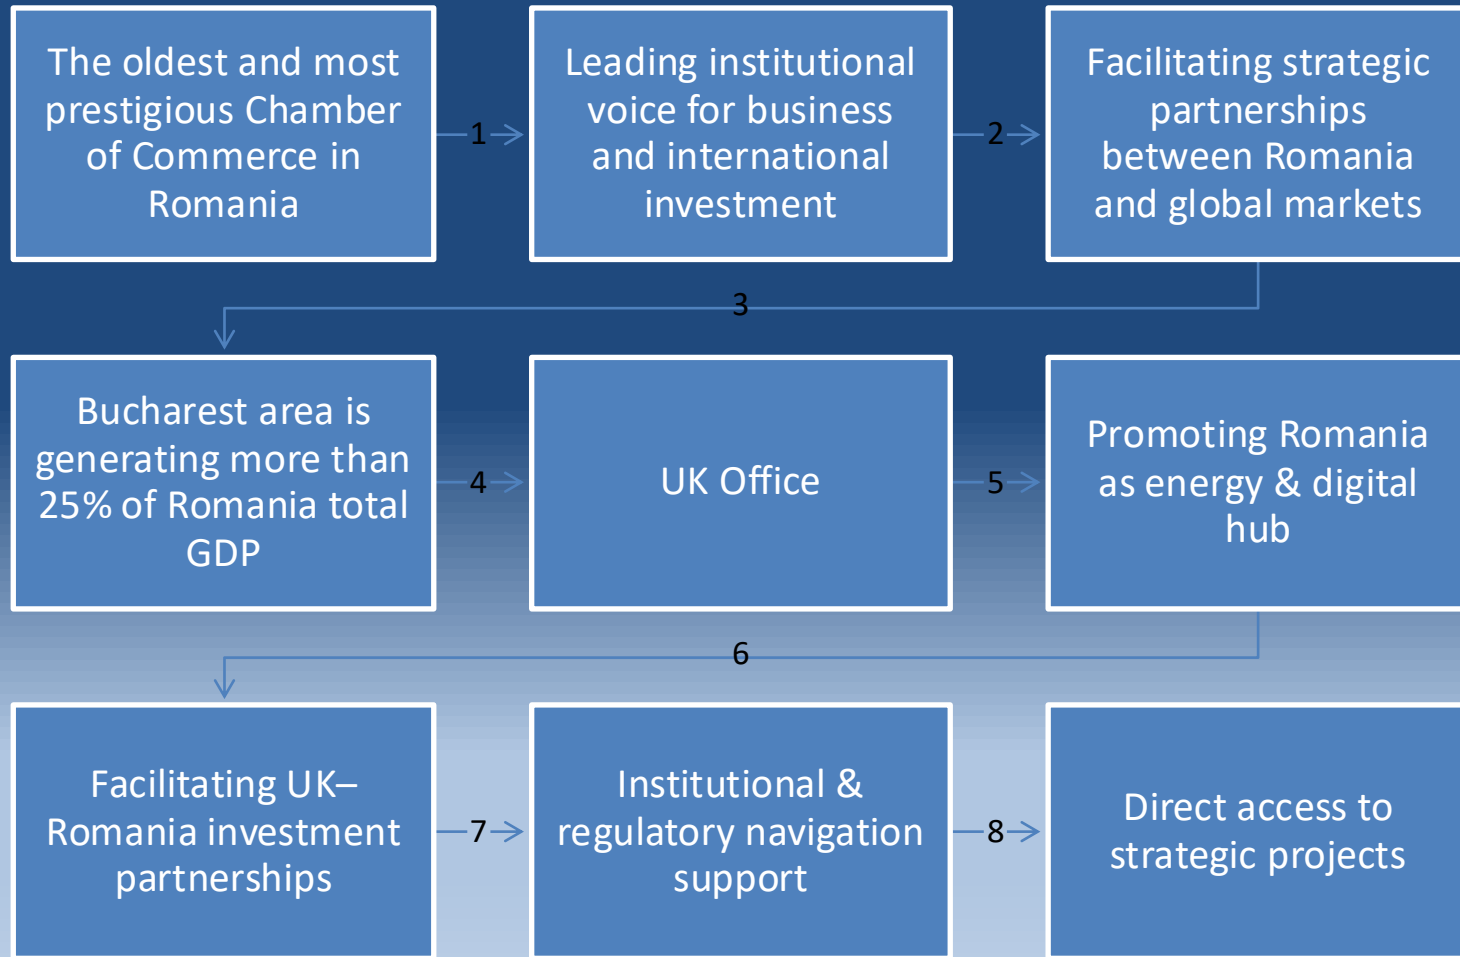 The oldest and most
prestigious Chamber
of Commerce in
Romania
1
Leading institutional
voice for business
and international
investment
2
Facilitating strategic
partnerships
between Romania
and global markets
3
Bucharest area is
generating more than
25% of Romania total
GDP
4
UK Office
5
Promoting Romania
as energy & digital
hub
6
Facilitating UK–
Romania investment
partnerships
7
Institutional &
regulatory navigation
support
8
Direct access to
strategic projects